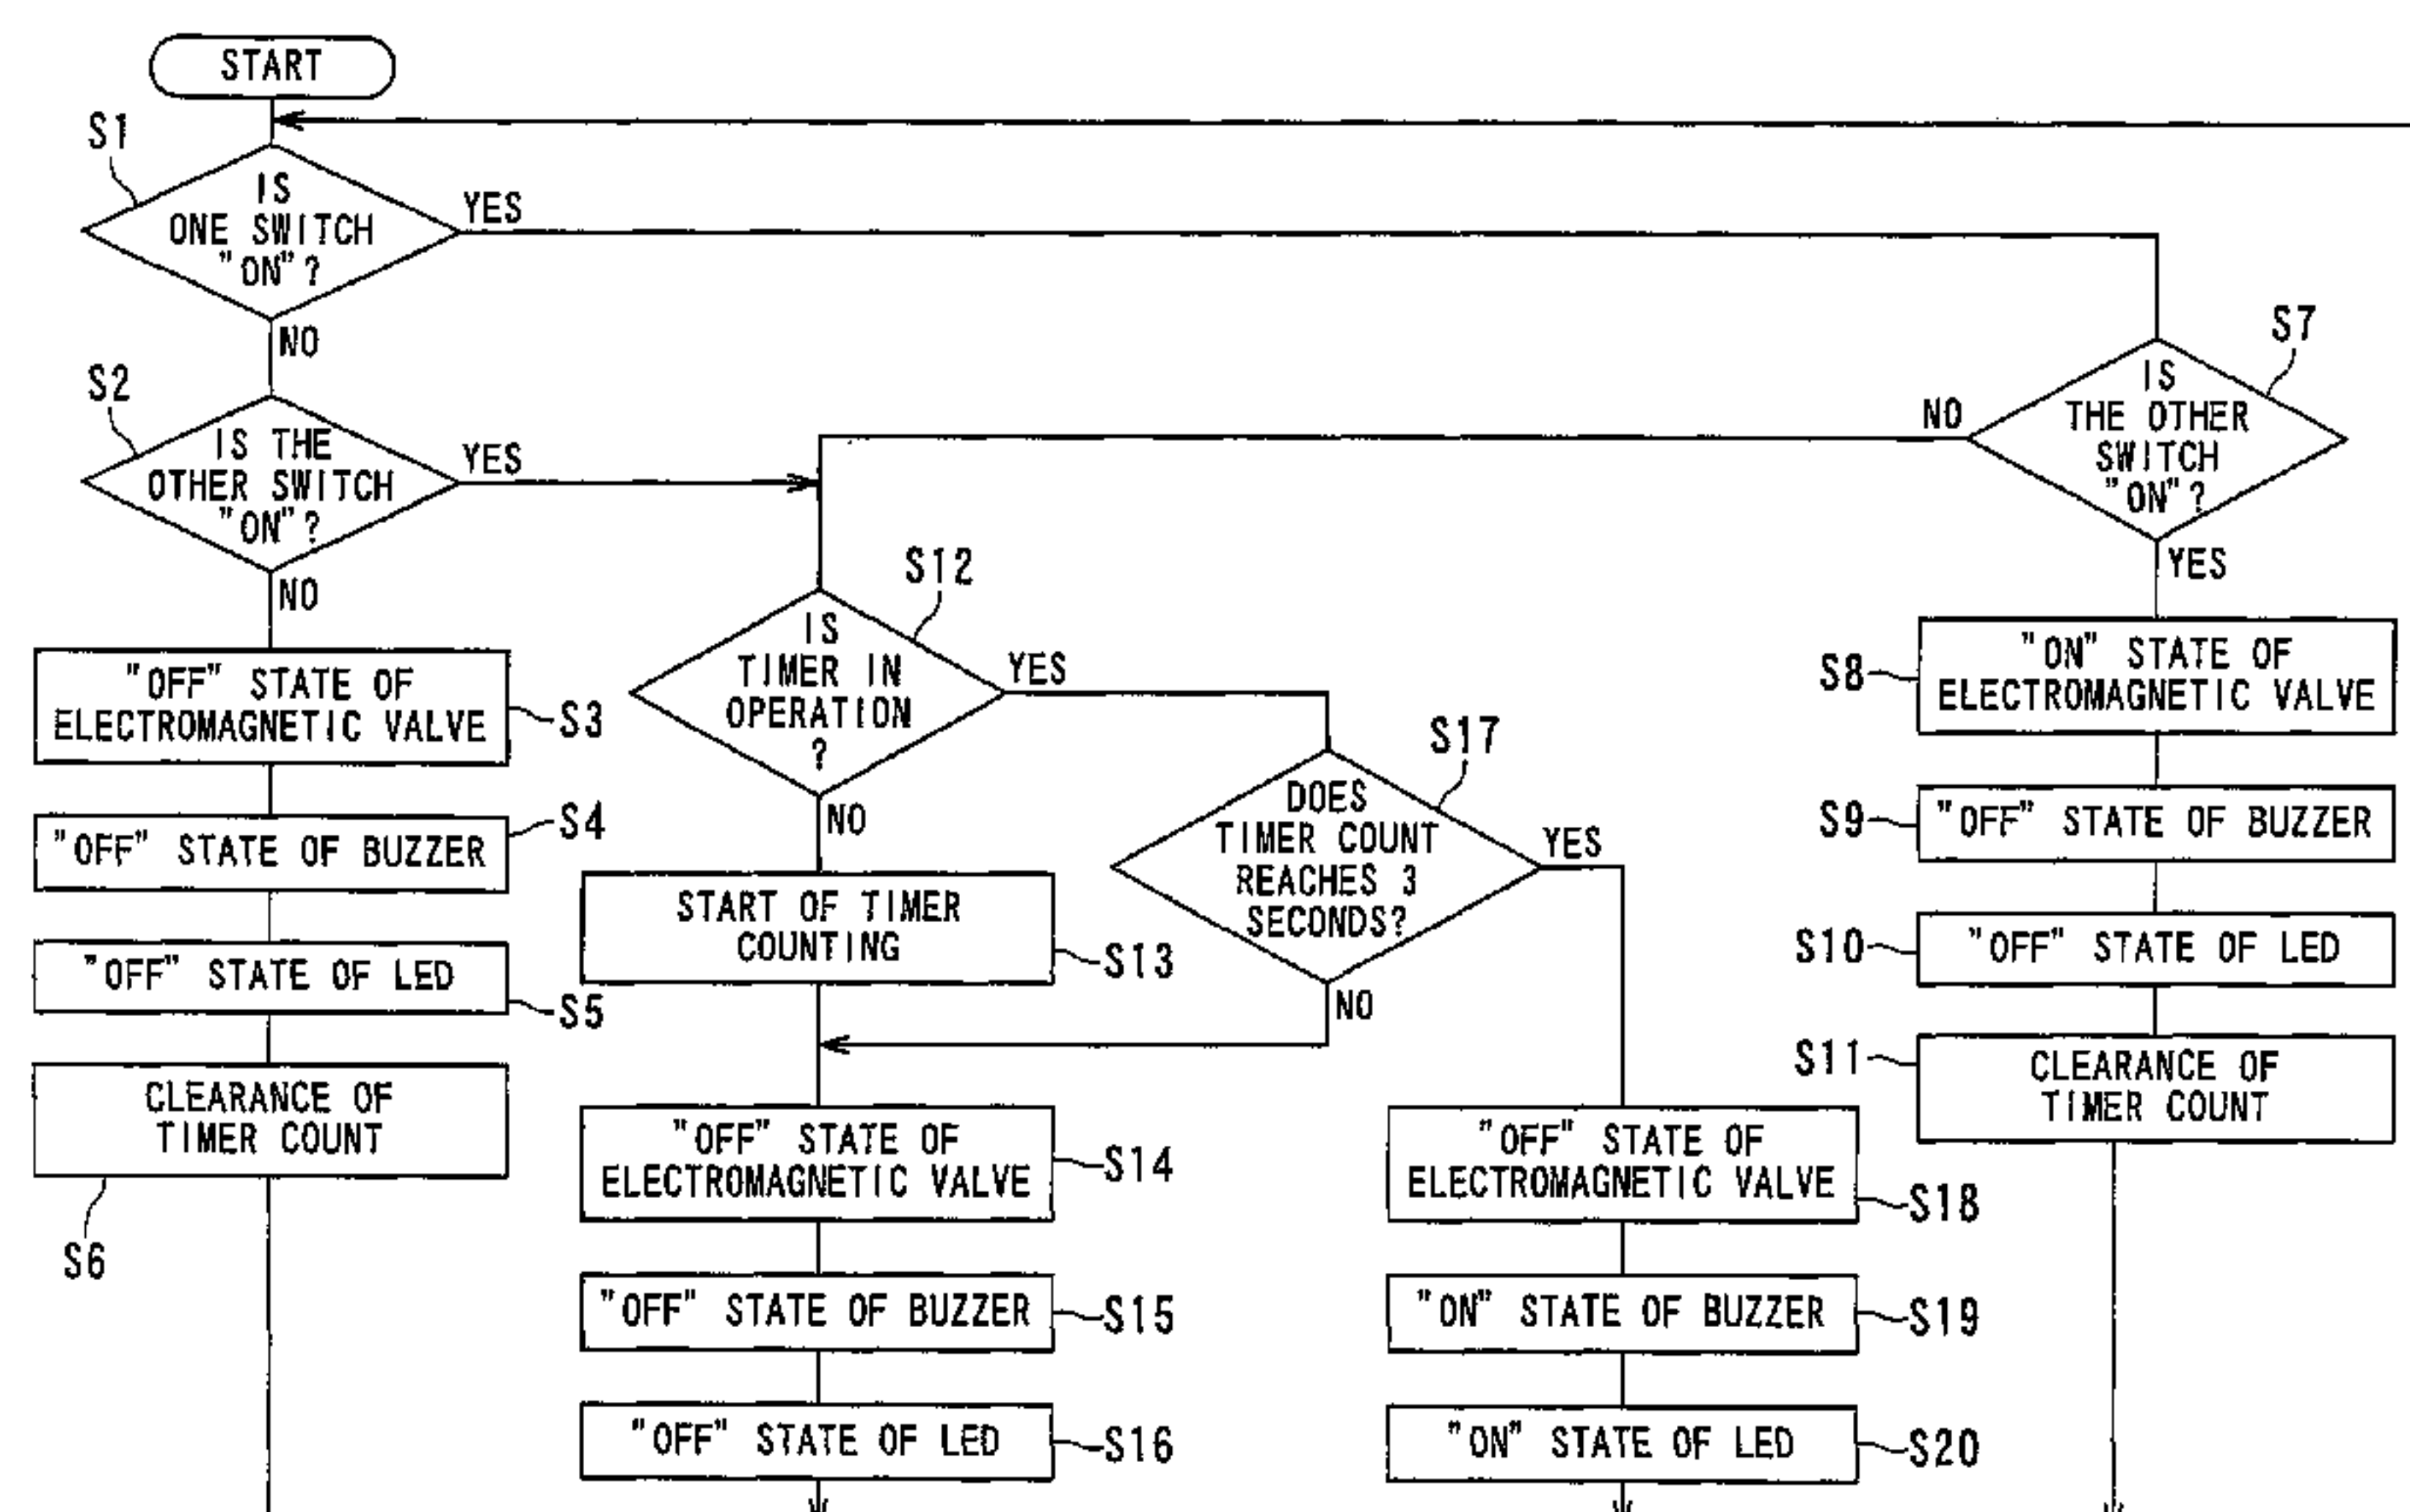 START
S1
IS
ONE SWITCH
"ON"?
YES
NO
S2
IS THE
OTHER SWITCH
"ON"?
YES
NO
"OFF" STATE OF
ELECTROMAGNETIC VALVE
S3
"OFF" STATE OF BUZZER
S4
"OFF" STATE OF LED
S5
CLEARANCE OF
TIMER COUNT
S6
S7
IS
THE OTHER
SWITCH
"ON"?
NO
YES
S8
"ON" STATE OF
ELECTROMAGNETIC VALVE
S9
"OFF" STATE OF BUZZER
S10
"OFF" STATE OF LED
S11
CLEARANCE OF
TIMER COUNT
S12
IS
TIMER IN
OPERATION
?
YES
NO
START OF TIMER
COUNTING
S13
"OFF" STATE OF
ELECTROMAGNETIC VALVE
S14
"OFF" STATE OF BUZZER
S15
"OFF" STATE OF LED
S16
S17
DOES
TIMER COUNT
REACHES 3
SECONDS?
YES
NO
"OFF" STATE OF
ELECTROMAGNETIC VALVE
S18
"ON" STATE OF BUZZER
S19
"ON" STATE OF LED
S20